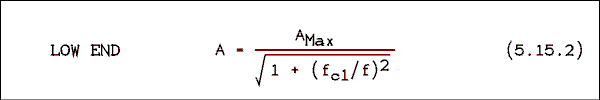 LOW END A = A_Max / √(1 + (f_c1/f)^2) (5.15.2)